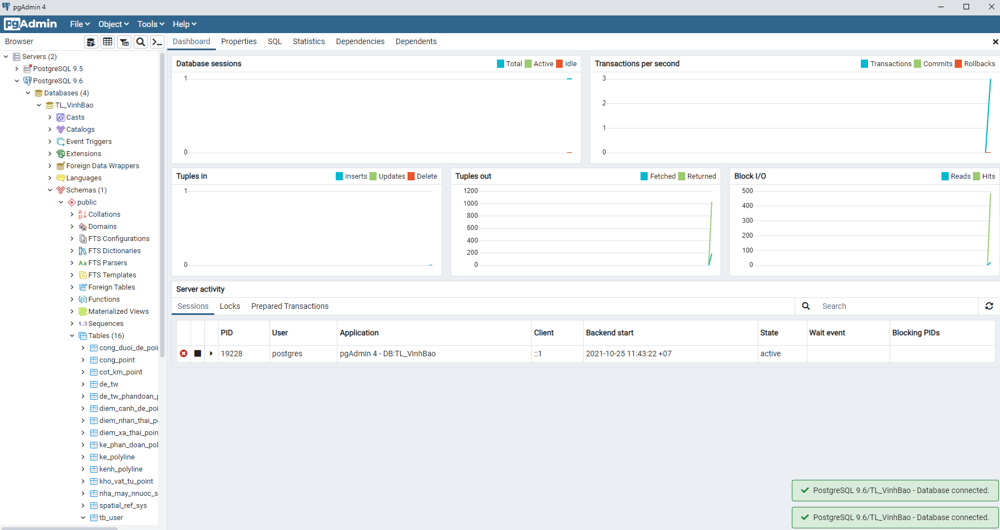 pgAdmin 4
pgAdmin File Object Tools Help
Browser
Dashboard Properties SQL Statistics Dependencies Dependents
Servers (2)
PostgreSQL 9.5
PostgreSQL 9.6
Databases (4)
TL_VinhBao
Casts
Catalogs
Event Triggers
Extensions
Foreign Data Wrappers
Languages
Schemas (1)
public
Collations
Domains
FTS Configurations
FTS Dictionaries
Aa FTS Parsers
FTS Templates
Foreign Tables
Functions
Materialized Views
1..3 Sequences
Tables (16)
cong_duoi_de_poi
cong_point
cot_km_point
de_tw
de_tw_phandoan_p
diem_canh_de_poi
diem_nhan_thai_p
diem_xa_thai_poin
ke_phan_doan_pol
ke_polyline
kenh_polyline
kho_vat_tu_point
nha_may_nnuoc_s
spatial_ref_sys
tb_user
Database sessions Total Active Idle
1
0
Transactions per second Transactions Commits Rollbacks
3
2
1
0
Tuples in Inserts Updates Delete
1
0
Tuples out Fetched Returned
1200
1000
800
600
400
200
0
Block I/O Reads Hits
500
400
300
200
100
0
Server activity
Sessions Locks Prepared Transactions Search
PID User Application Client Backend start State Wait event Blocking PIDs
19228 postgres pgAdmin 4 - DB:TL_VinhBao ::1 2021-10-25 11:43:22 +07 active
PostgreSQL 9.6/TL_VinhBao - Database connected.
PostgreSQL 9.6/TL_VinhBao - Database connected.